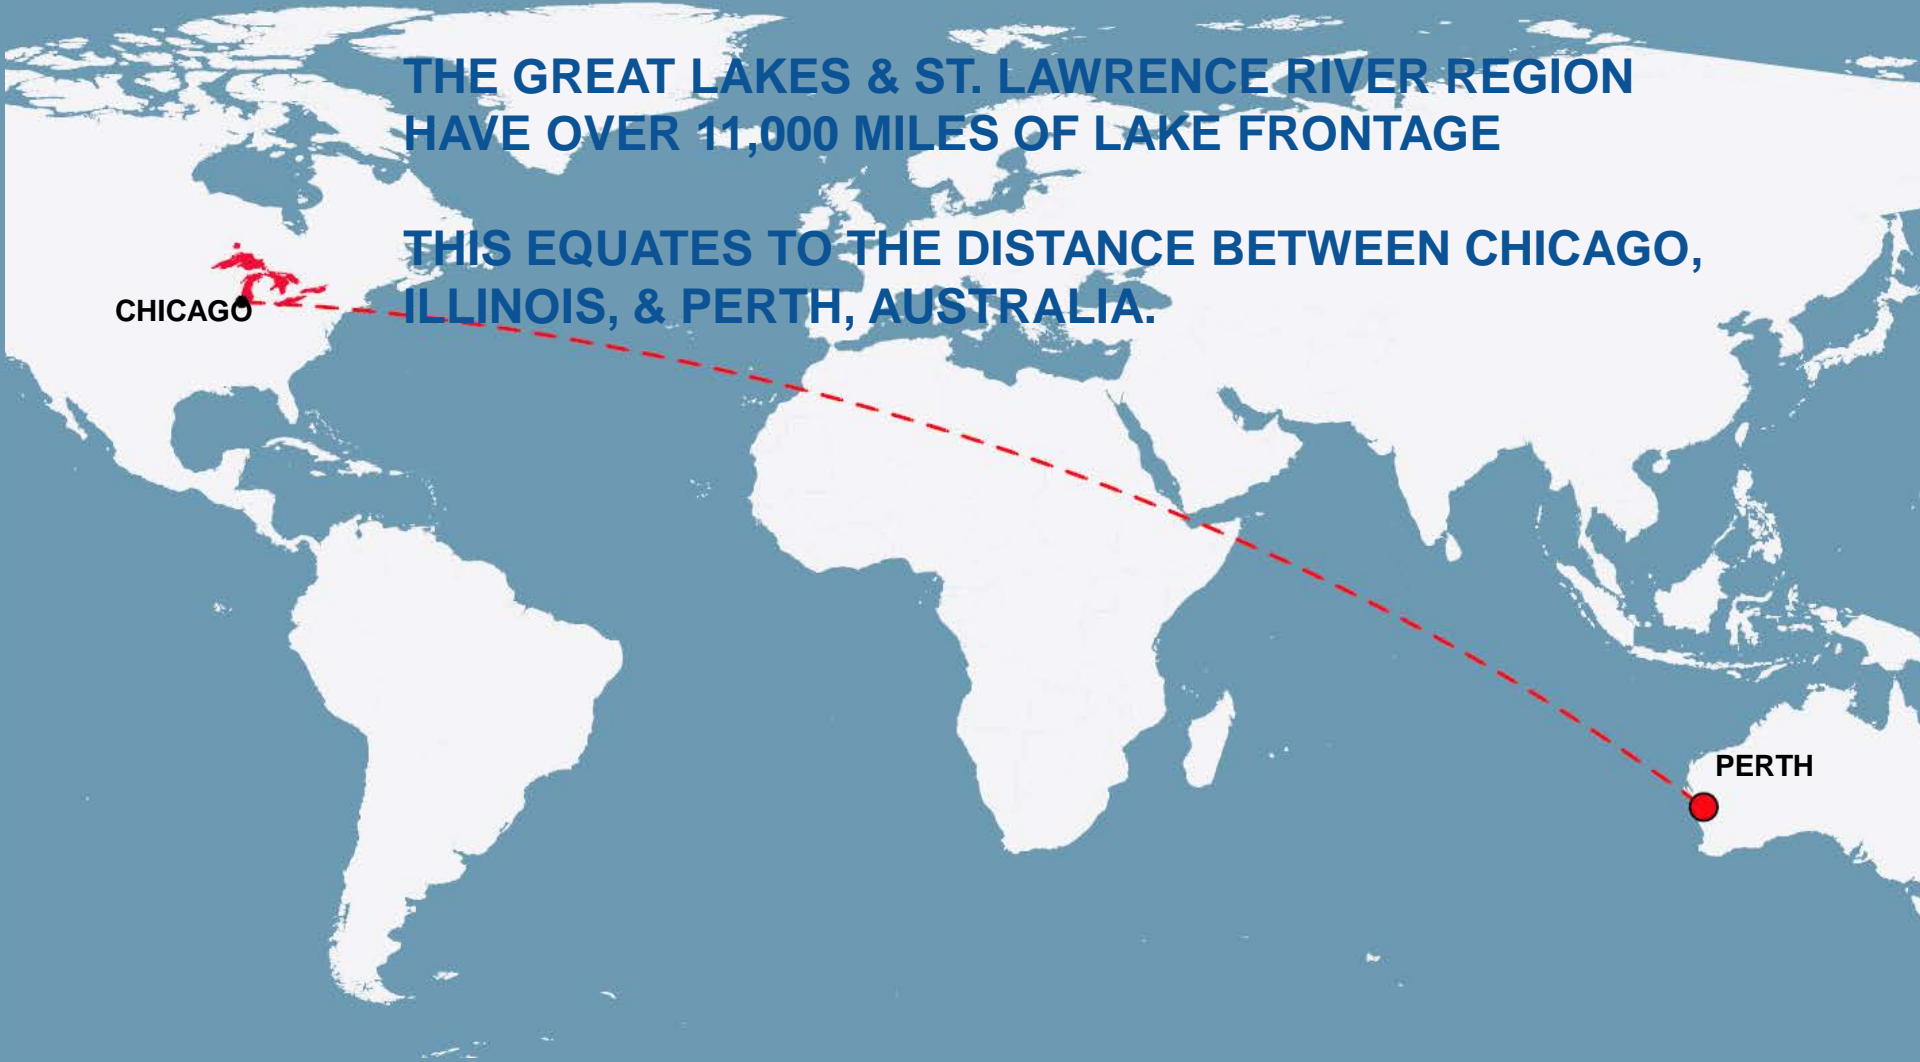 THE GREAT LAKES & ST. LAWRENCE RIVER REGION
HAVE OVER 11,000 MILES OF LAKE FRONTAGE
THIS EQUATES TO THE DISTANCE BETWEEN CHICAGO,
ILLINOIS, & PERTH, AUSTRALIA.
CHICAGO
PERTH